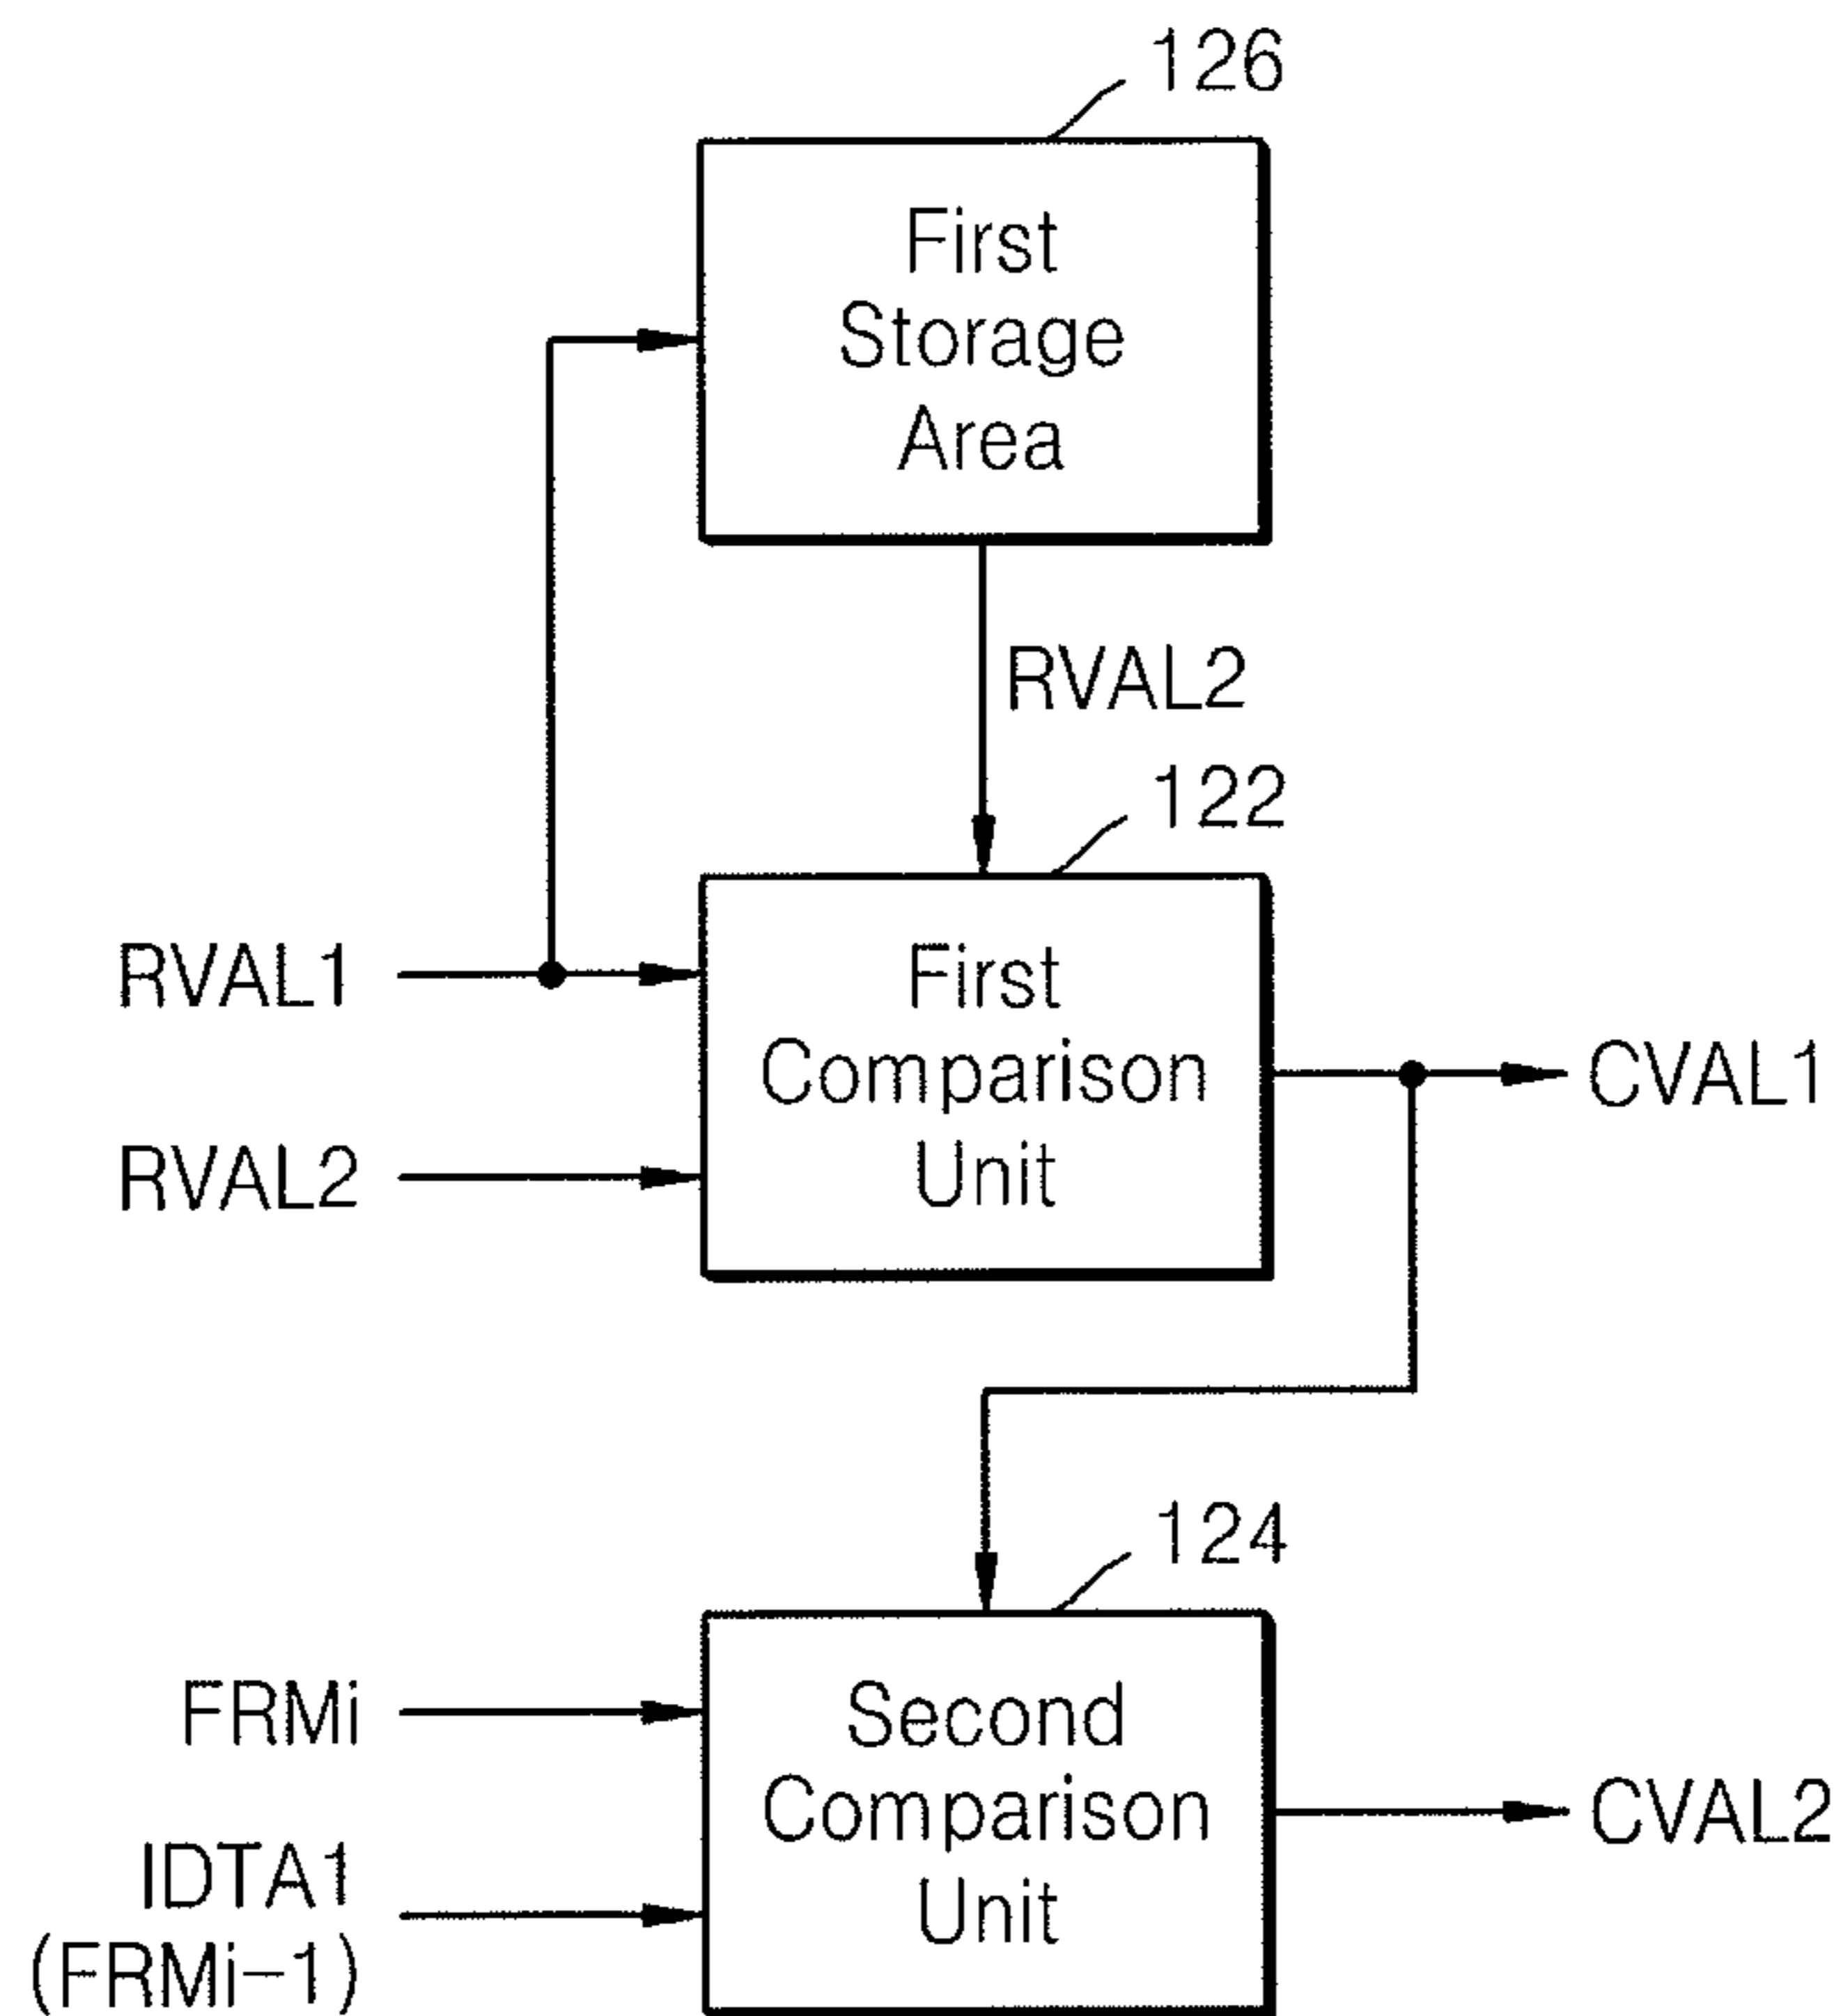 126
First
Storage
Area
RVAL2
122
RVAL1
First
Comparison
Unit
CVAL1
RVAL2
124
FRMi
Second
Comparison
Unit
CVAL2
IDTA1
(FRMi-1)